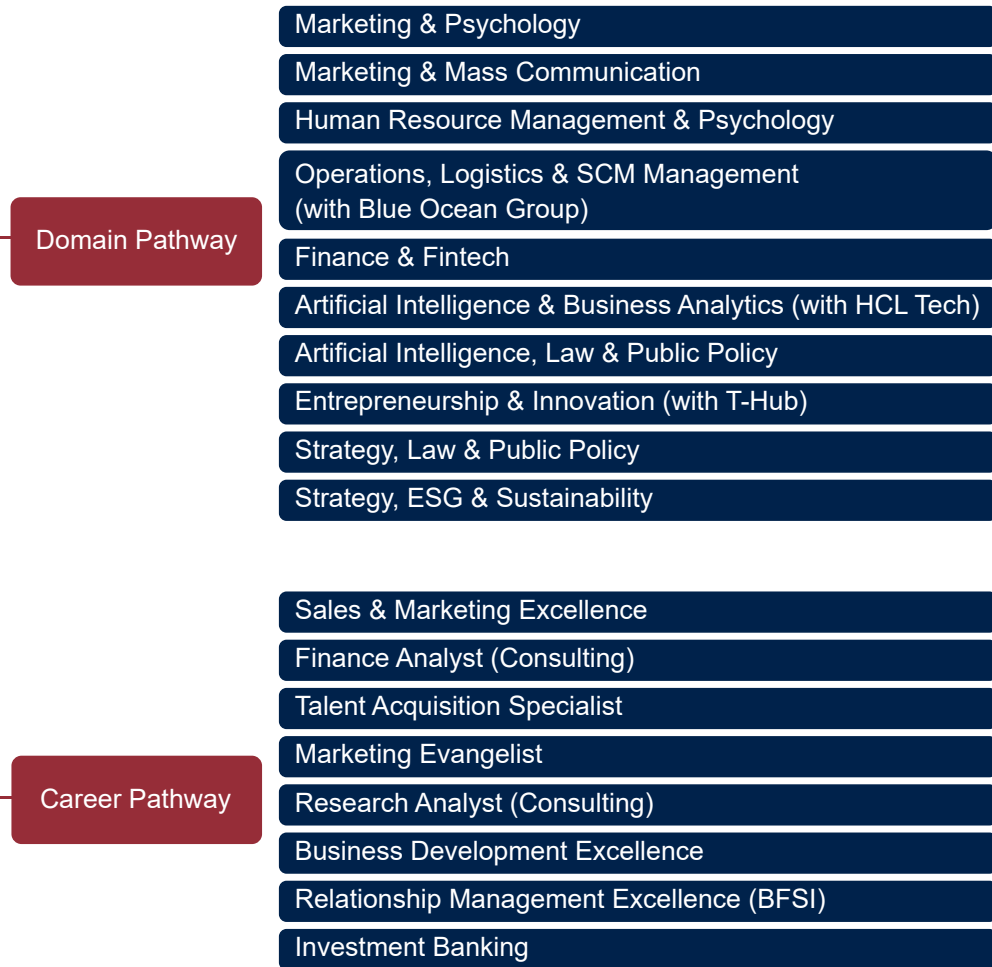 Domain Pathway
Marketing & Psychology
Marketing & Mass Communication
Human Resource Management & Psychology
Operations, Logistics & SCM Management
(with Blue Ocean Group)
Finance & Fintech
Artificial Intelligence & Business Analytics (with HCL Tech)
Artificial Intelligence, Law & Public Policy
Entrepreneurship & Innovation (with T-Hub)
Strategy, Law & Public Policy
Strategy, ESG & Sustainability
Career Pathway
Sales & Marketing Excellence
Finance Analyst (Consulting)
Talent Acquisition Specialist
Marketing Evangelist
Research Analyst (Consulting)
Business Development Excellence
Relationship Management Excellence (BFSI)
Investment Banking